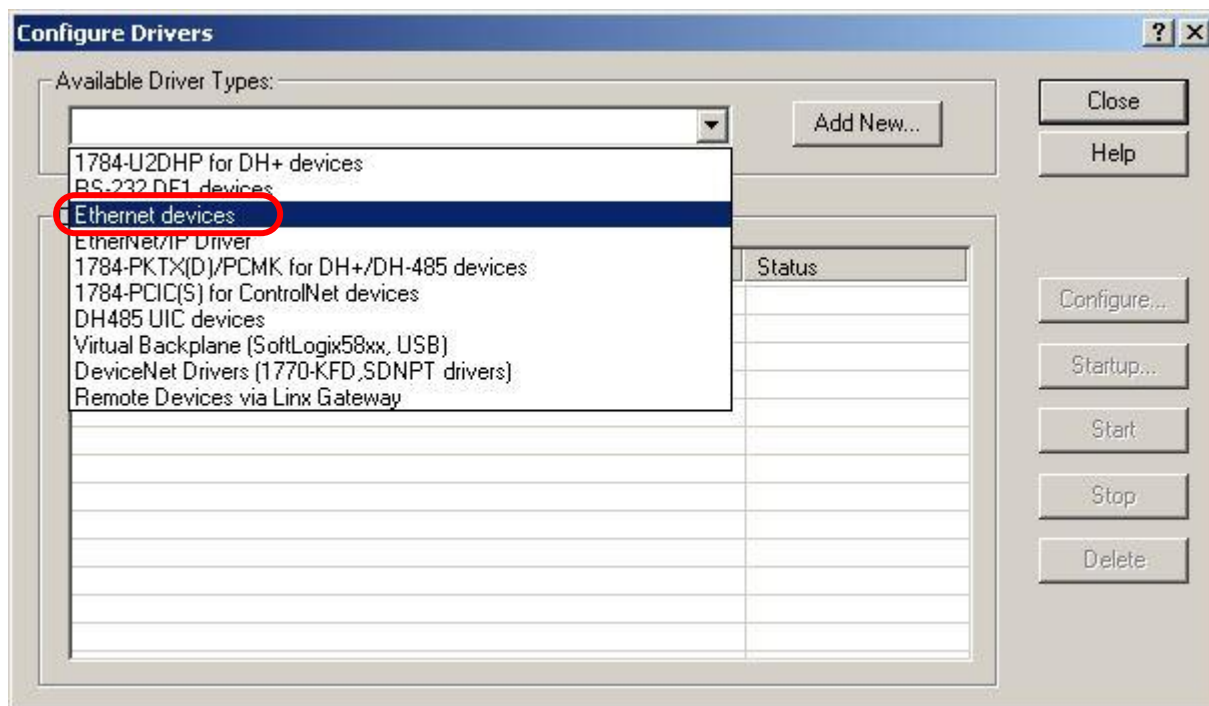 Configure Drivers
Available Driver Types:
Close
Add New...
Help
1784-U2DHP for DH+ devices
RS-232 DF1 devices
Ethernet devices
EtherNet/IP Driver
1784-PKTX(D)/PCMK for DH+/DH-485 devices
Status
1784-PCIC(S) for ControlNet devices
Configure...
DH485 UIC devices
Virtual Backplane (SoftLogix58xx, USB)
DeviceNet Drivers (1770-KFD,SDNPT drivers)
Startup...
Remote Devices via Linx Gateway
Start
Stop
Delete